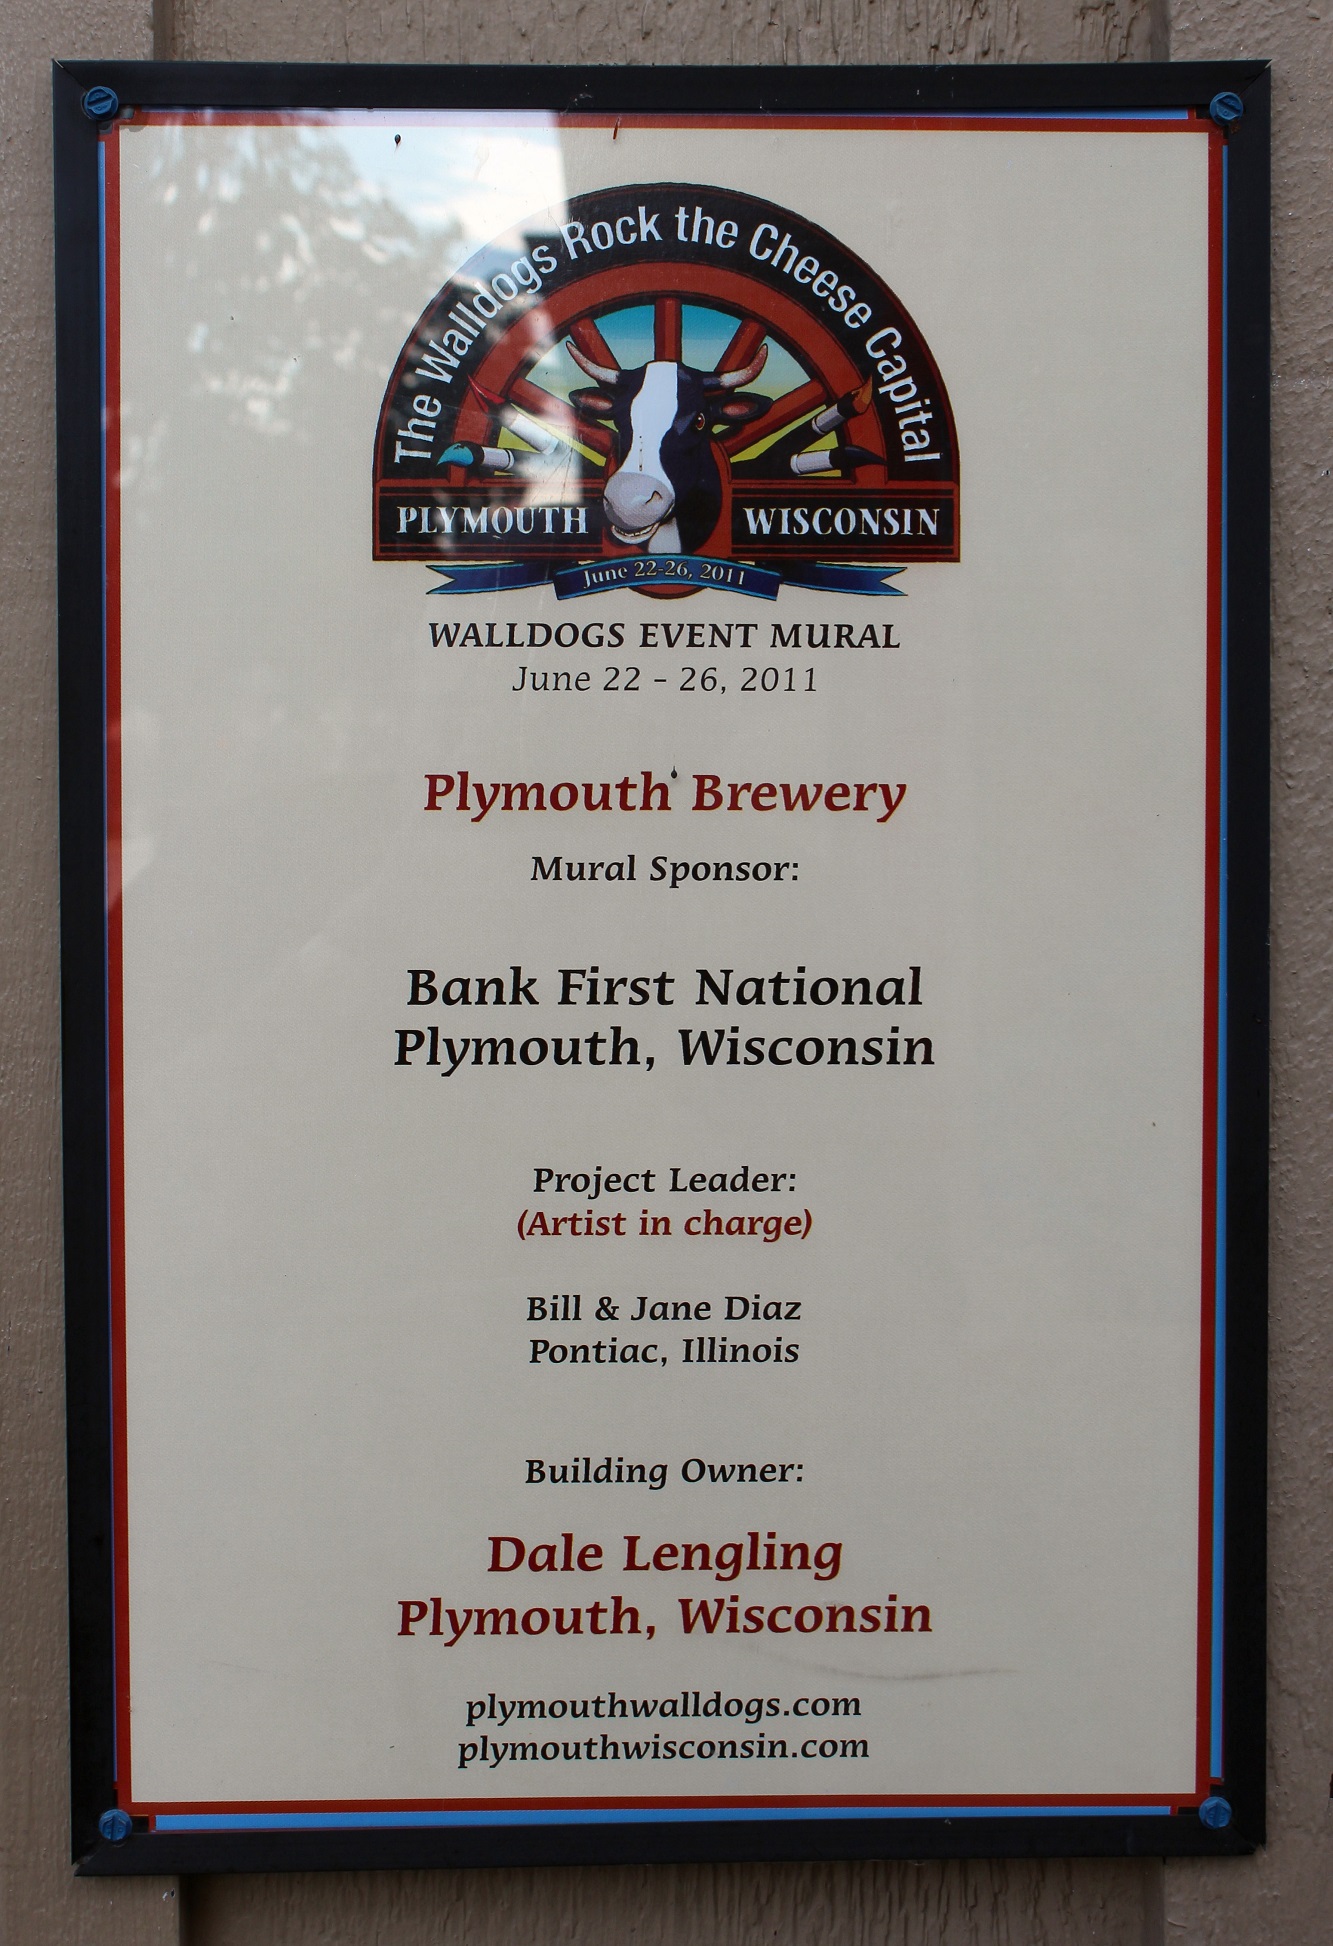 The Walldogs Rock the Cheese Capital
PLYMOUTH WISCONSIN
June 22-26, 2011
WALLDOGS EVENT MURAL
June 22 - 26, 2011
Plymouth Brewery
Mural Sponsor:
Bank First National
Plymouth, Wisconsin
Project Leader:
(Artist in charge)
Bill & Jane Diaz
Pontiac, Illinois
Building Owner:
Dale Lengling
Plymouth, Wisconsin
plymouthwalldogs.com
plymouthwisconsin.com